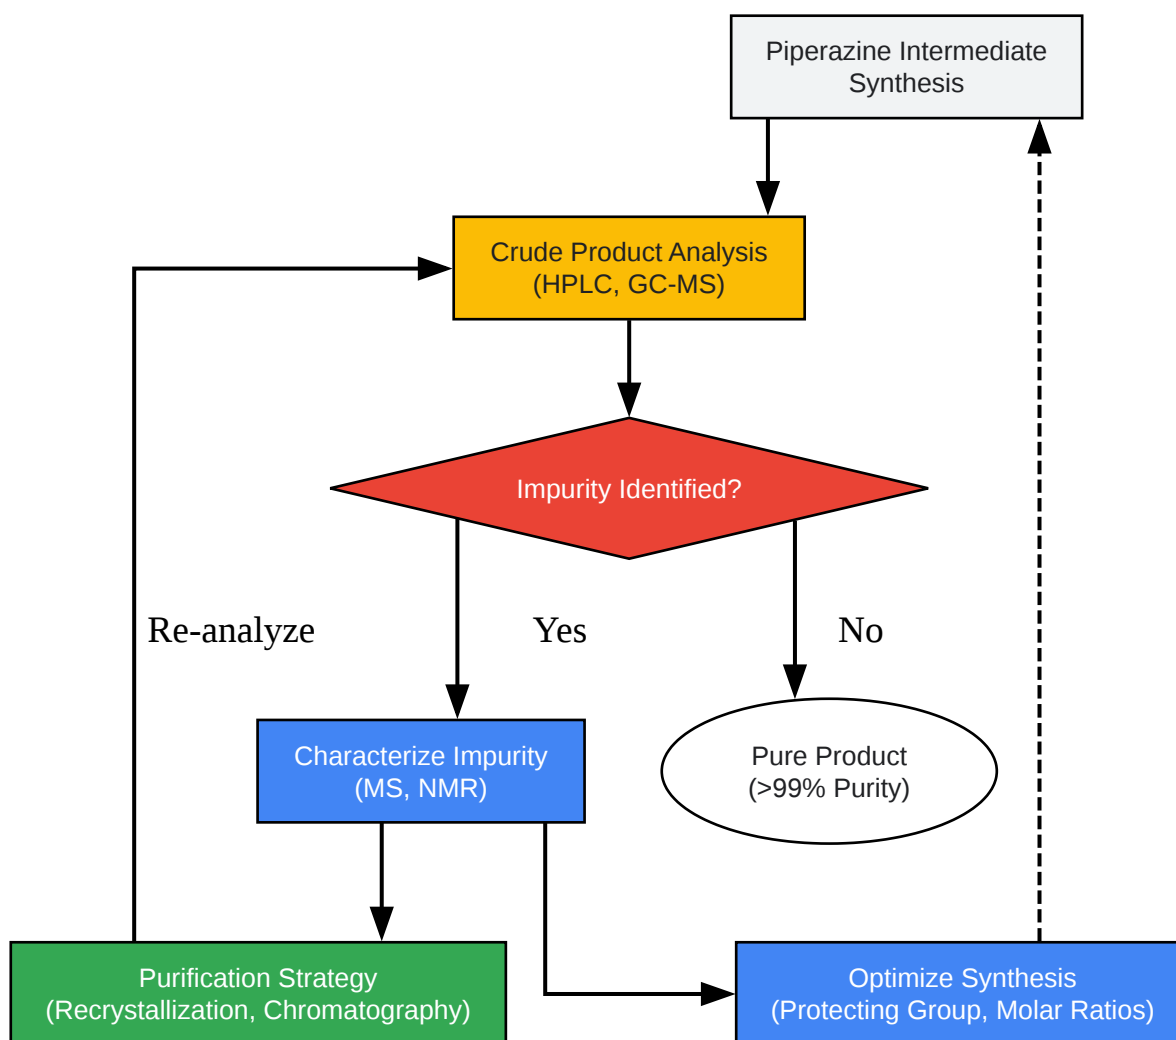 Piperazine Intermediate
Synthesis
Crude Product Analysis
(HPLC, GC-MS)
Impurity Identified?
Re-analyze
Yes
No
Characterize Impurity
(MS, NMR)
Pure Product
(>99% Purity)
Purification Strategy
(Recrystallization, Chromatography)
Optimize Synthesis
(Protecting Group, Molar Ratios)